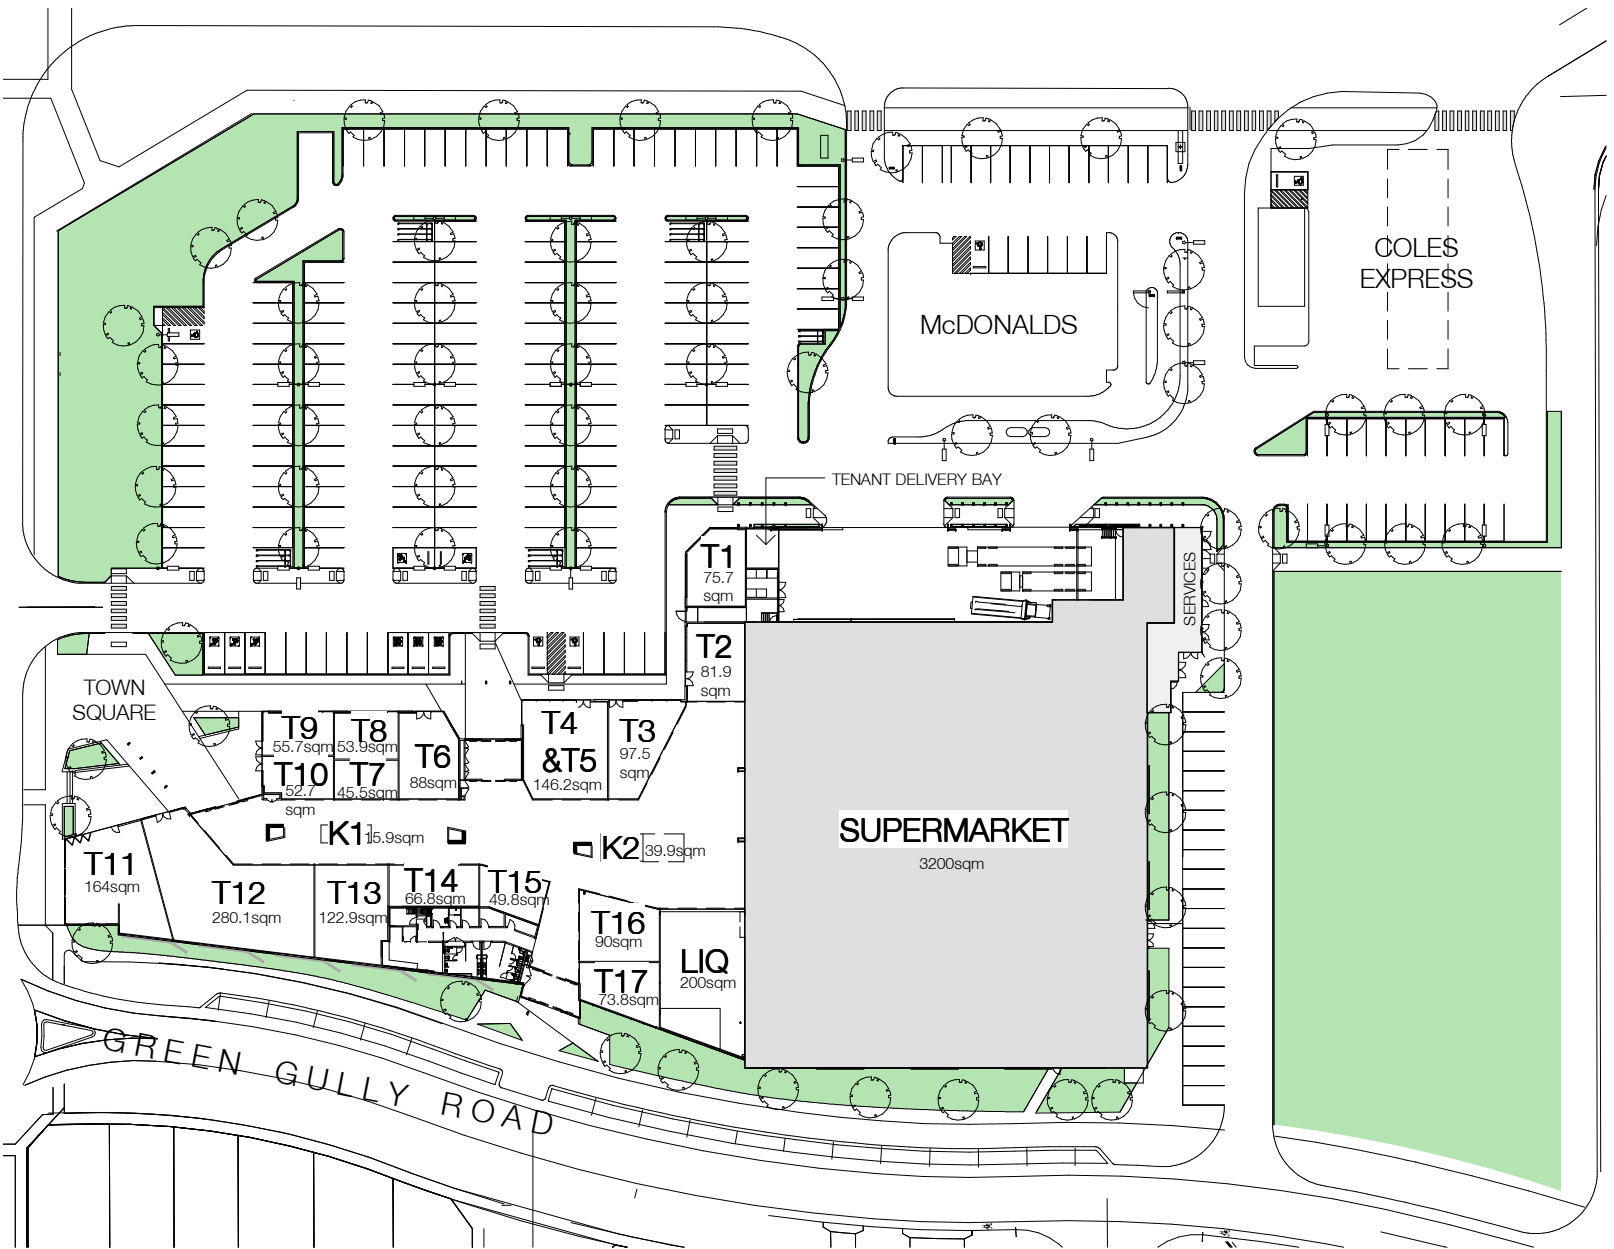 COLES
EXPRESS
McDONALDS
TENANT DELIVERY BAY
T1
75.7
sqm
SERVICES
T2
81.9
sqm
TOWN
SQUARE
T9
55.7sqm
T8
53.9sqm
T6
88sqm
T4
&T5
146.2sqm
T3
97.5
sqm
T10
52.7
sqm
T7
45.5sqm
K1
15.9sqm
K2
39.9sqm
SUPERMARKET
3200sqm
T11
164sqm
T12
280.1sqm
T13
122.9sqm
T14
66.8sqm
T15
49.8sqm
T16
90sqm
T17
73.8sqm
LIQ
200sqm
GREEN GULLY ROAD